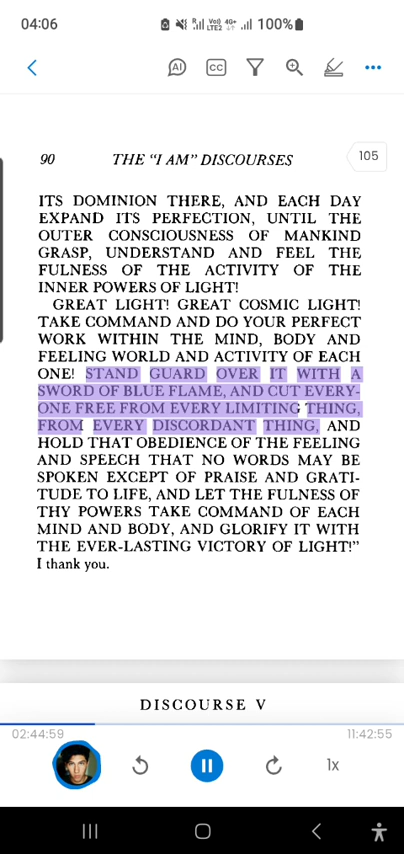 04:06
Vo)) 4G+
LTE2
100%
AI
CC
90 THE "I AM" DISCOURSES
105
ITS DOMINION THERE, AND EACH DAY
EXPAND ITS PERFECTION, UNTIL THE
OUTER CONSCIOUSNESS OF MANKIND
GRASP, UNDERSTAND AND FEEL THE
FULNESS OF THE ACTIVITY OF THE
INNER POWERS OF LIGHT!
GREAT LIGHT! GREAT COSMIC LIGHT!
TAKE COMMAND AND DO YOUR PERFECT
WORK WITHIN THE MIND, BODY AND
FEELING WORLD AND ACTIVITY OF EACH
ONE! STAND GUARD OVER IT WITH A
SWORD OF BLUE FLAME, AND CUT EVERY-
ONE FREE FROM EVERY LIMITING THING,
FROM EVERY DISCORDANT THING, AND
HOLD THAT OBEDIENCE OF THE FEELING
AND SPEECH THAT NO WORDS MAY BE
SPOKEN EXCEPT OF PRAISE AND GRATI-
TUDE TO LIFE, AND LET THE FULNESS OF
THY POWERS TAKE COMMAND OF EACH
MIND AND BODY, AND GLORIFY IT WITH
THE EVER-LASTING VICTORY OF LIGHT!"
I thank you.
DISCOURSE V
02:44:59
11:42:55
1x